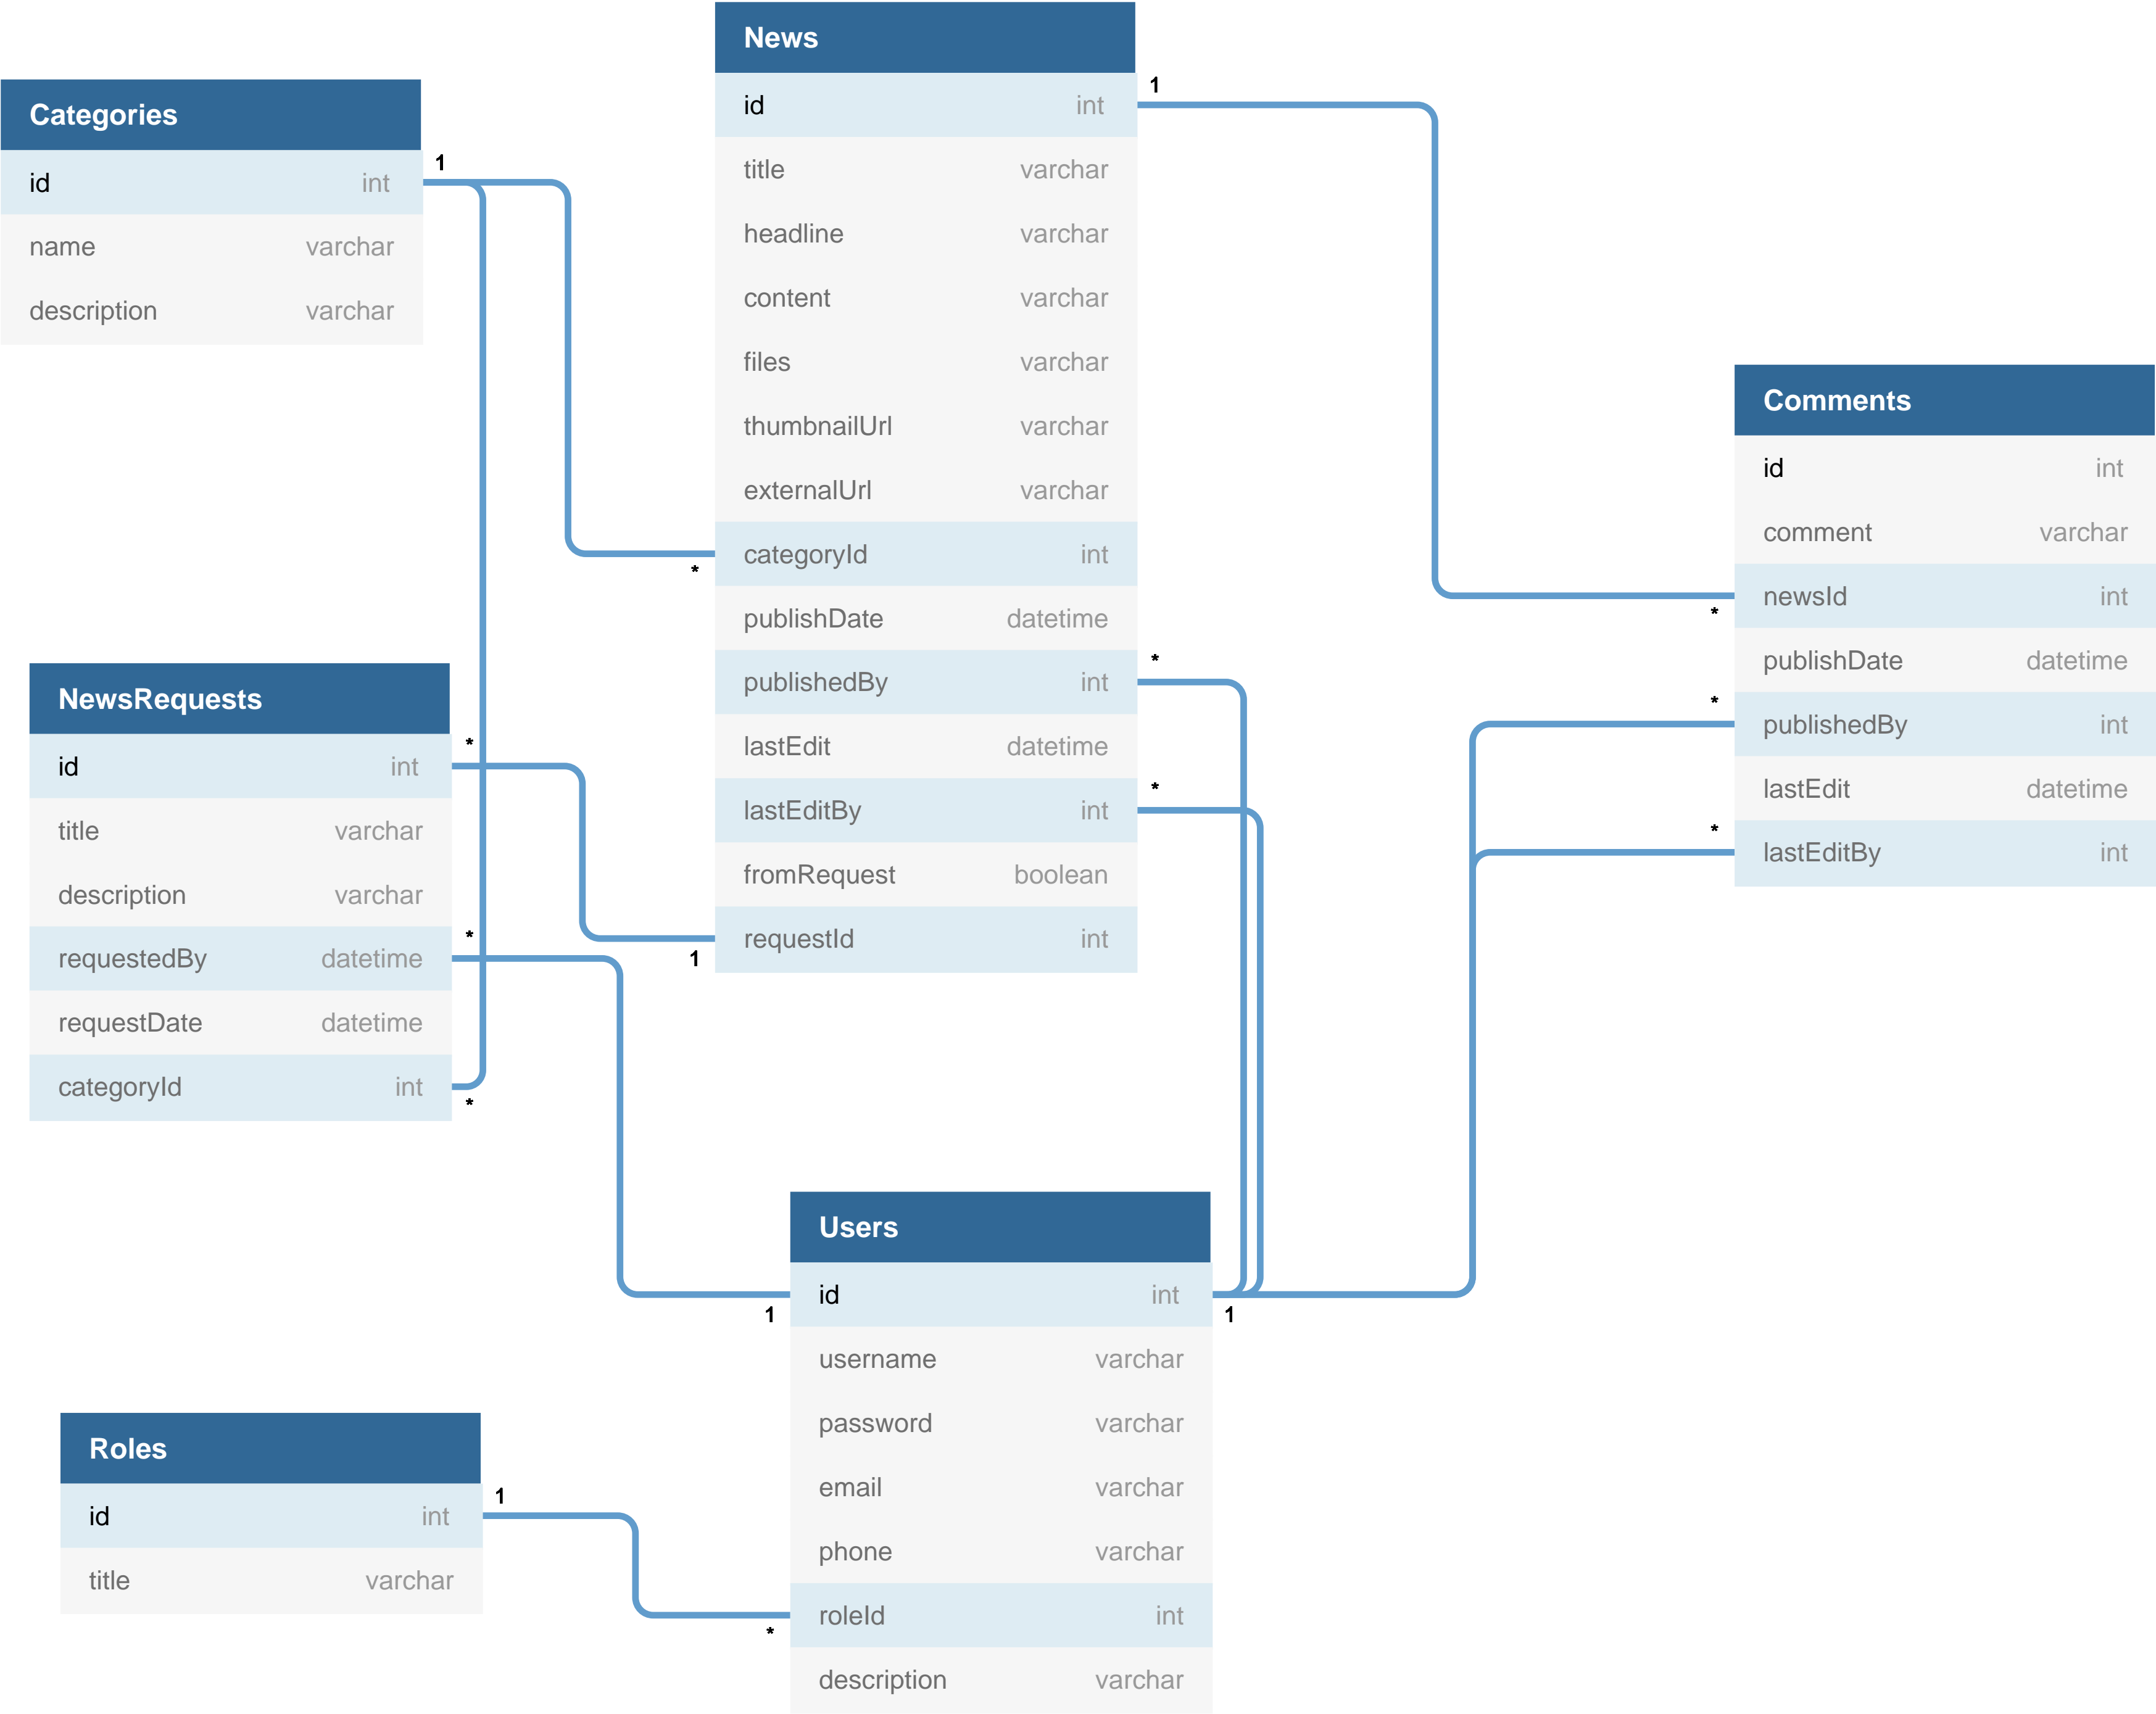 Categories
id int
name varchar
description varchar
News
id int
title varchar
headline varchar
content varchar
files varchar
thumbnailUrl varchar
externalUrl varchar
categoryId int
publishDate datetime
publishedBy int
lastEdit datetime
lastEditBy int
fromRequest boolean
requestId int
Comments
id int
comment varchar
newsId int
publishDate datetime
publishedBy int
lastEdit datetime
lastEditBy int
NewsRequests
id int
title varchar
description varchar
requestedBy datetime
requestDate datetime
categoryId int
Users
id int
username varchar
password varchar
email varchar
phone varchar
roleId int
description varchar
Roles
id int
title varchar
1
*
*
1
*
*
1
*
*
1
*
*
*
1
1
1
*